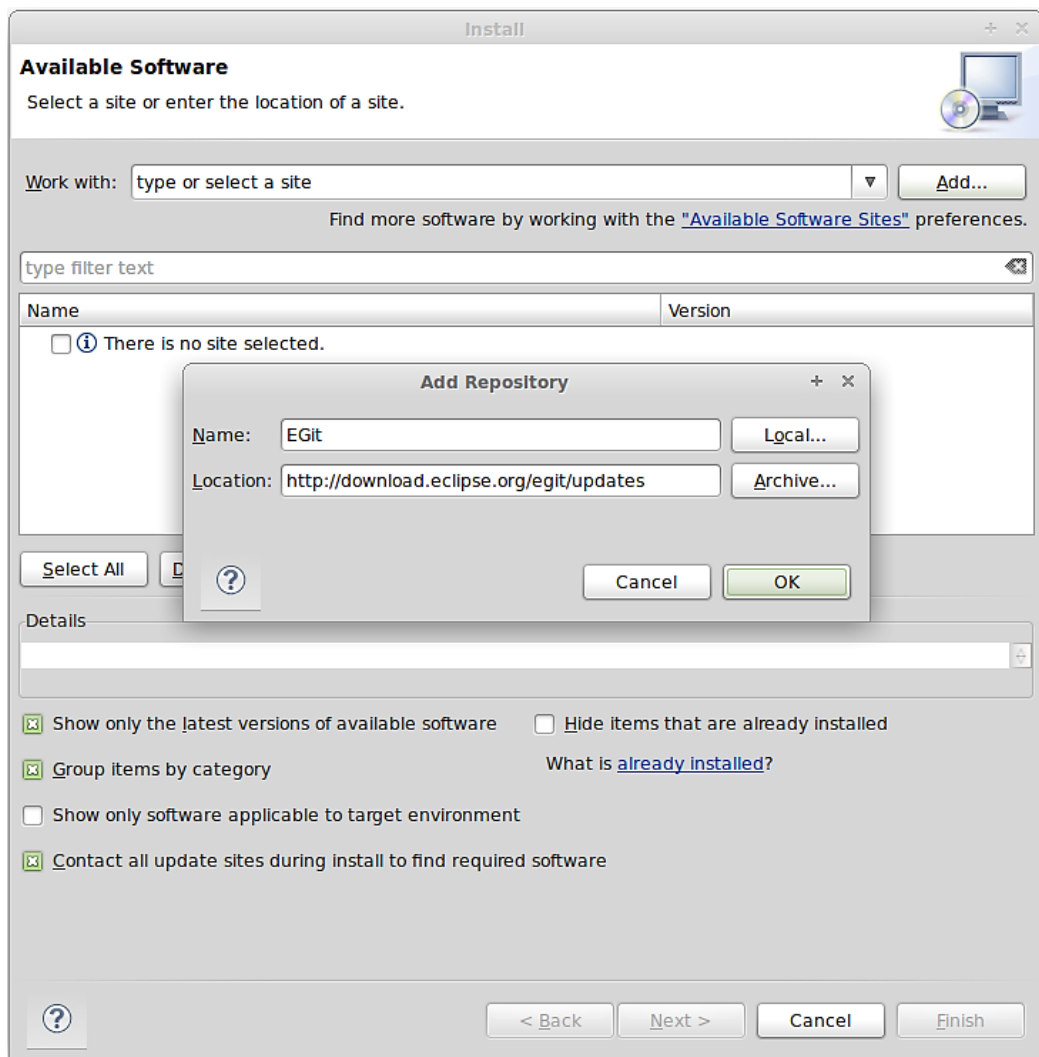 Install
Available Software
Select a site or enter the location of a site.
Work with: type or select a site Add...
Find more software by working with the "Available Software Sites" preferences.
type filter text
Name Version
There is no site selected.
Add Repository
Name: EGit Local...
Location: http://download.eclipse.org/egit/updates Archive...
Cancel OK
Select All D
Details
Show only the latest versions of available software Hide items that are already installed
Group items by category What is already installed?
Show only software applicable to target environment
Contact all update sites during install to find required software
< Back Next > Cancel Finish